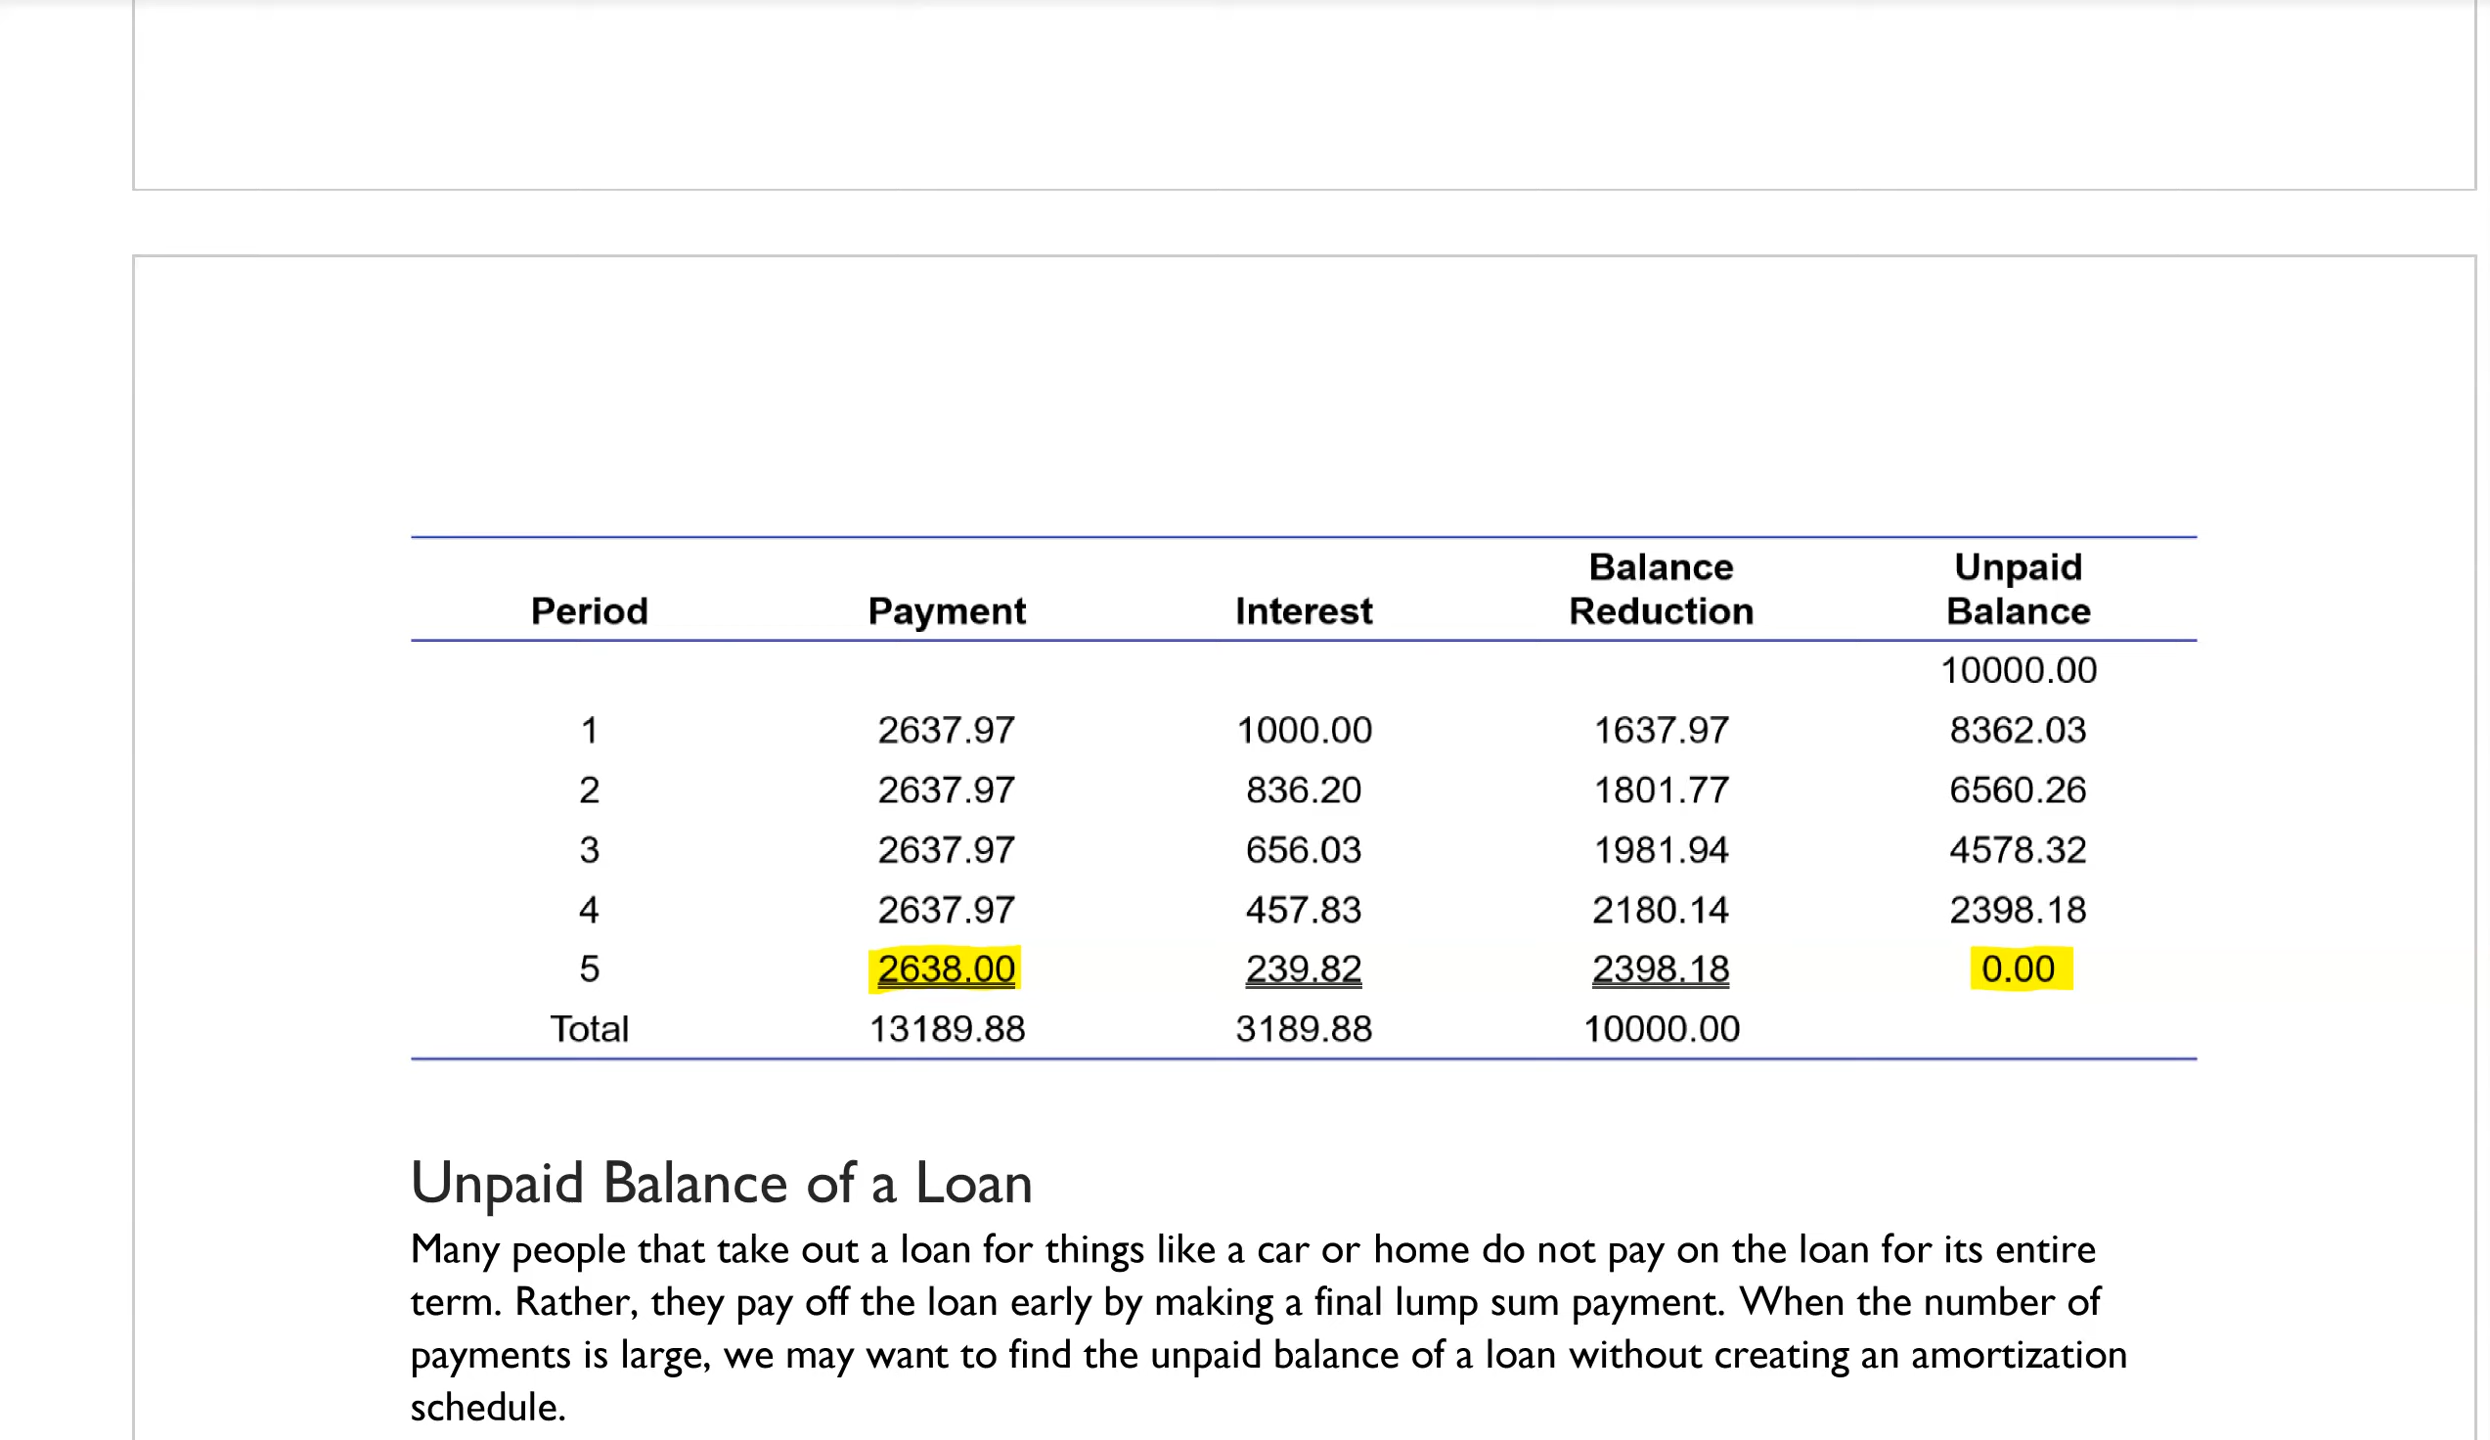 Period Payment Interest Balance Reduction Unpaid Balance
10000.00
1 2637.97 1000.00 1637.97 8362.03
2 2637.97 836.20 1801.77 6560.26
3 2637.97 656.03 1981.94 4578.32
4 2637.97 457.83 2180.14 2398.18
5 2638.00 239.82 2398.18 0.00
Total 13189.88 3189.88 10000.00
Unpaid Balance of a Loan
Many people that take out a loan for things like a car or home do not pay on the loan for its entire
term. Rather, they pay off the loan early by making a final lump sum payment. When the number of
payments is large, we may want to find the unpaid balance of a loan without creating an amortization
schedule.